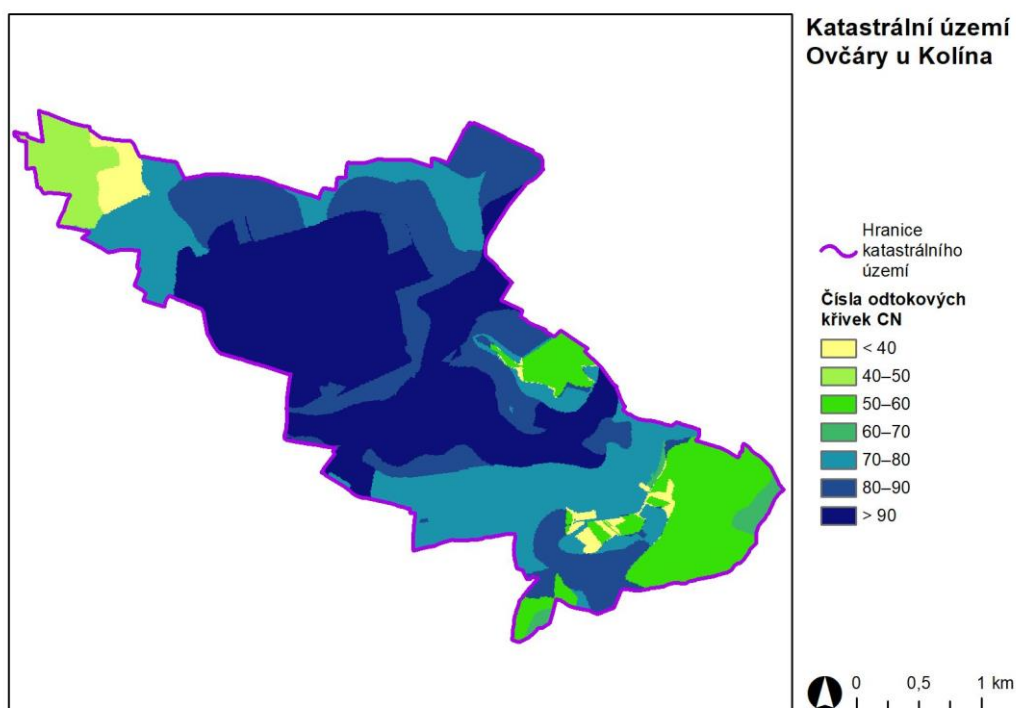 Katastrální území
Ovčáry u Kolína
Hranice
katastrálního
území
Čísla odtokových
křivek CN
< 40
40–50
50–60
60–70
70–80
80–90
> 90
0 0,5 1 km